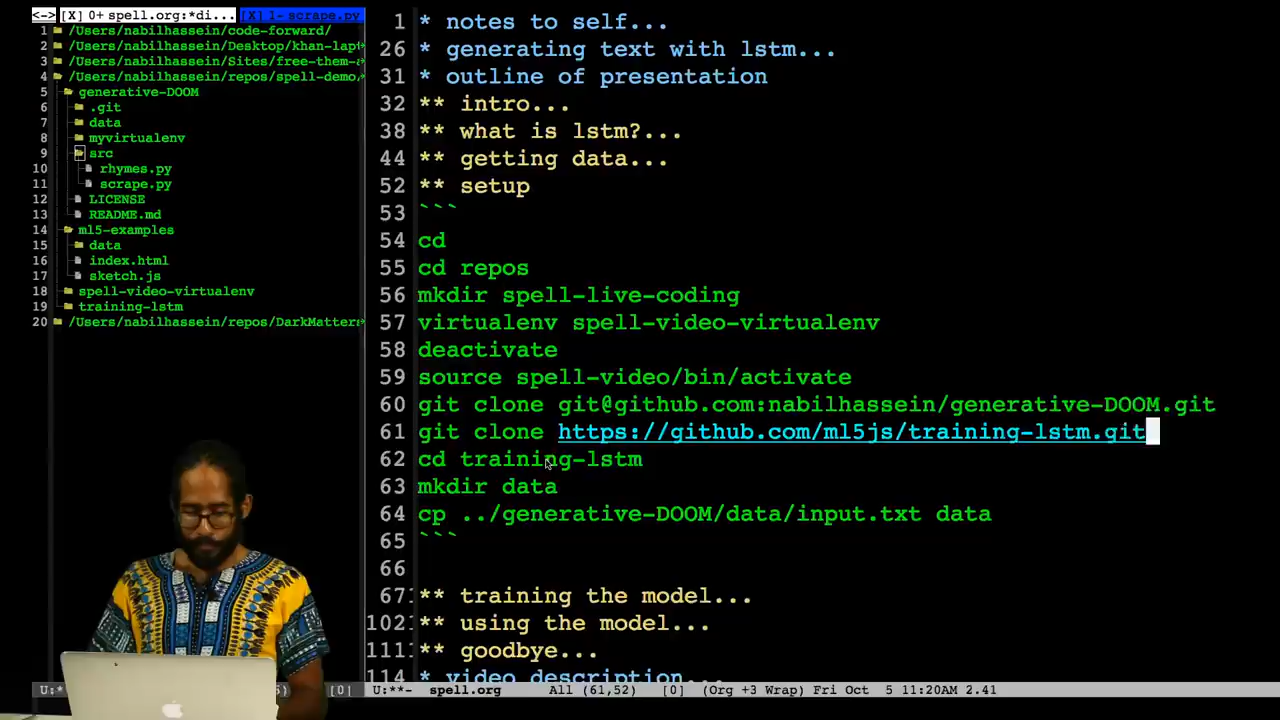 <-> [X] 0+ spell.org:*di... [X] 1- scrape.py
1 /Users/nabilhassein/code-forward/
2 /Users/nabilhassein/Desktop/khan-lapt
3 /Users/nabilhassein/Sites/free-them-a
4 /Users/nabilhassein/repos/spell-demo/
5 generative-DOOM
6 .git
7 data
8 myvirtualenv
9 src
10 rhymes.py
11 scrape.py
12 LICENSE
13 README.md
14 ml5-examples
15 data
16 index.html
17 sketch.js
18 spell-video-virtualenv
19 training-lstm
20 /Users/nabilhassein/repos/DarkMatter
1 * notes to self...
26 * generating text with lstm...
31 * outline of presentation
32 ** intro...
38 ** what is lstm?...
44 ** getting data...
52 ** setup
53 ```
54 cd
55 cd repos
56 mkdir spell-live-coding
57 virtualenv spell-video-virtualenv
58 deactivate
59 source spell-video/bin/activate
60 git clone git@github.com:nabilhassein/generative-DOOM.git
61 git clone https://github.com/ml5js/training-lstm.git
62 cd training-lstm
63 mkdir data
64 cp ../generative-DOOM/data/input.txt data
65 ```
66
67 ** training the model...
102 ** using the model...
111 ** goodbye...
114 * video description...
U:* [0] U:**- spell.org All (61,52) [0] (Org +3 Wrap) Fri Oct 5 11:20AM 2.41